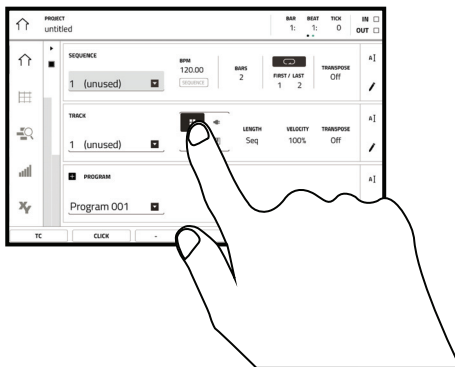 PROJECT
untitled
BAR BEAT TICK
1: 1: 0
IN
OUT
SEQUENCE
1 (unused)
BPM
120.00
SEQUENCE
BARS
2
FIRST / LAST
1 2
TRANSPOSE
Off
TRACK
1 (unused)
LENGTH
Seq
VELOCITY
100%
TRANSPOSE
Off
PROGRAM
Program 001
XY
TC CLICK -